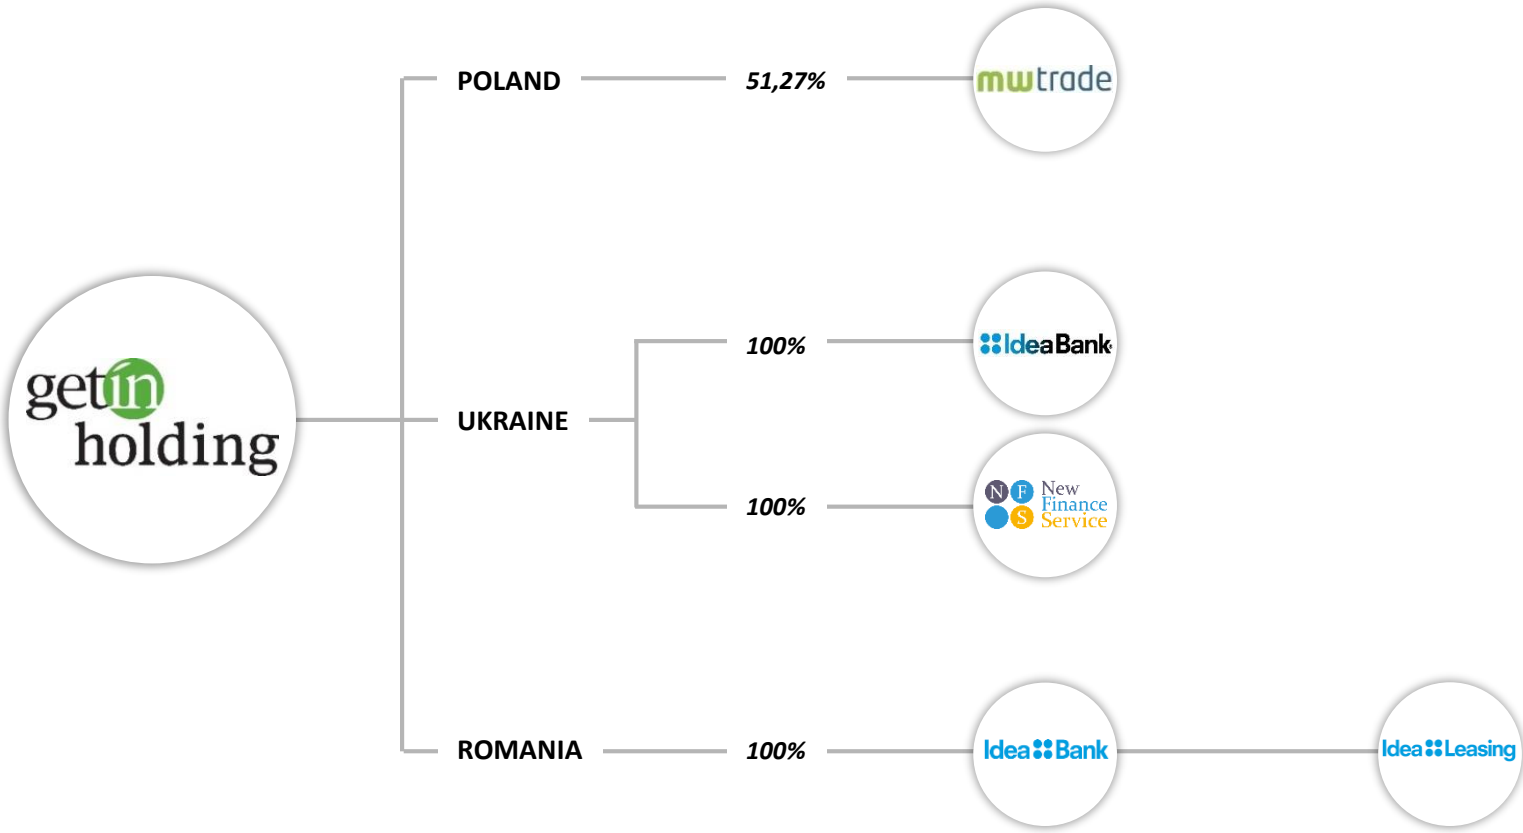 POLAND
51,27%
mwtrade
getin
holding
UKRAINE
100%
IdeaBank
100%
N F S
New
Finance
Service
ROMANIA
100%
Idea Bank
Idea Leasing